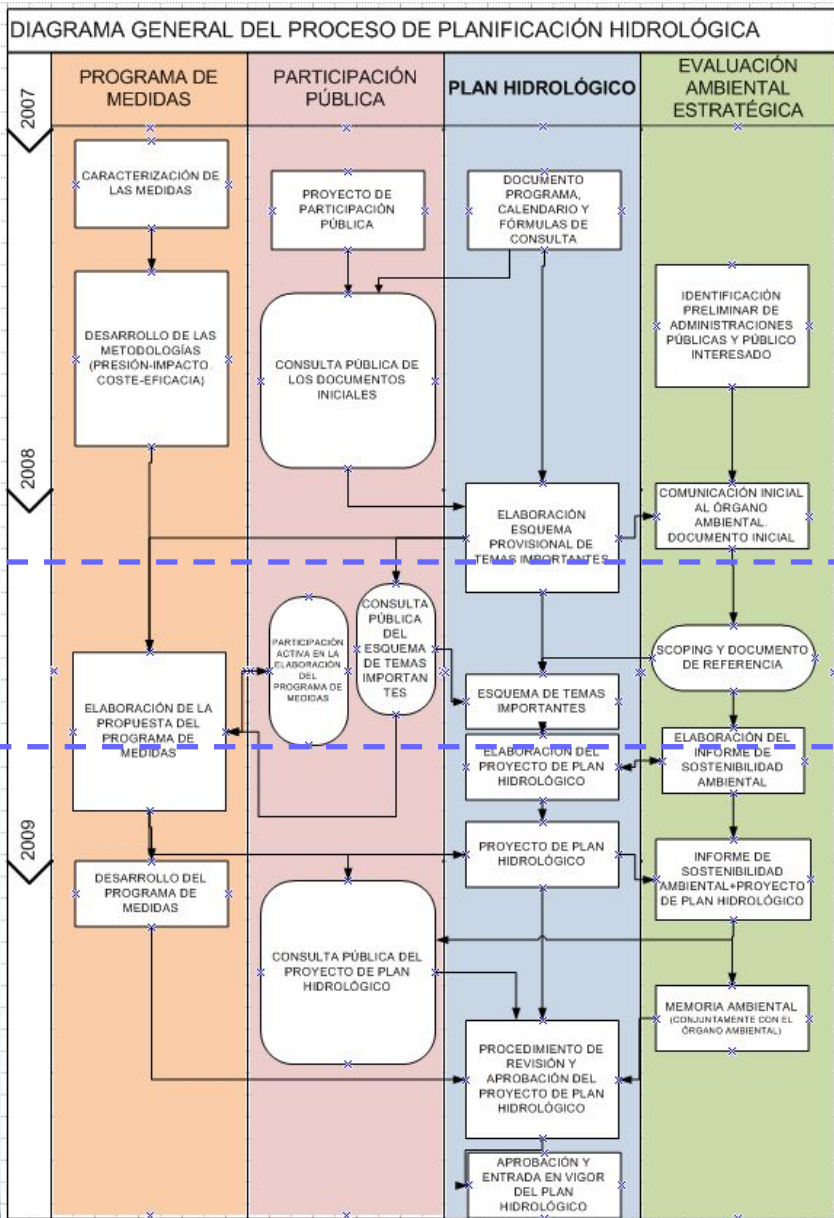 DIAGRAMA GENERAL DEL PROCESO DE PLANIFICACIÓN HIDROLÓGICA
2007
PROGRAMA DE
MEDIDAS
PARTICIPACIÓN
PÚBLICA
PLAN HIDROLÓGICO
EVALUACIÓN
AMBIENTAL
ESTRATÉGICA
CARACTERIZACIÓN DE
LAS MEDIDAS
PROYECTO DE
PARTICIPACIÓN
PÚBLICA
DOCUMENTO
PROGRAMA,
CALENDARIO Y
FÓRMULAS DE
CONSULTA
IDENTIFICACIÓN
PRELIMINAR DE
ADMINISTRACIONES
PÚBLICAS Y PÚBLICO
INTERESADO
DESARROLLO DE LAS
METODOLOGÍAS
(PRESIÓN-IMPACTO.
COSTE-EFICACIA)
CONSULTA PÚBLICA DE
LOS DOCUMENTOS
INICIALES
2008
ELABORACIÓN
ESQUEMA
PROVISIONAL DE
TEMAS IMPORTANTES
COMUNICACIÓN INICIAL
AL ÓRGANO
AMBIENTAL.
DOCUMENTO INICIAL
PARTICIPACIÓN
ACTIVA EN LA
ELABORACIÓN
DEL
PROGRAMA DE
MEDIDAS
CONSULTA
PÚBLICA
DEL
ESQUEMA
DE TEMAS
IMPORTAN
TES
SCOPING Y DOCUMENTO
DE REFERENCIA
ELABORACIÓN DE LA
PROPUESTA DEL
PROGRAMA DE
MEDIDAS
ESQUEMA DE TEMAS
IMPORTANTES
ELABORACIÓN DEL
PROYECTO DE PLAN
HIDROLÓGICO
ELABORACIÓN DEL
INFORME DE
SOSTENIBILIDAD
AMBIENTAL
2009
DESARROLLO DEL
PROGRAMA DE
MEDIDAS
PROYECTO DE PLAN
HIDROLÓGICO
INFORME DE
SOSTENIBILIDAD
AMBIENTAL+PROYECTO
DE PLAN HIDROLÓGICO
CONSULTA PÚBLICA DEL
PROYECTO DE PLAN
HIDROLÓGICO
MEMORIA AMBIENTAL
(CONJUNTAMENTE CON EL
ÓRGANO AMBIENTAL)
PROCEDIMIENTO DE
REVISIÓN Y
APROBACIÓN DEL
PROYECTO DE PLAN
HIDROLÓGICO
APROBACIÓN Y
ENTRADA EN VIGOR
DEL PLAN
HIDROLÓGICO